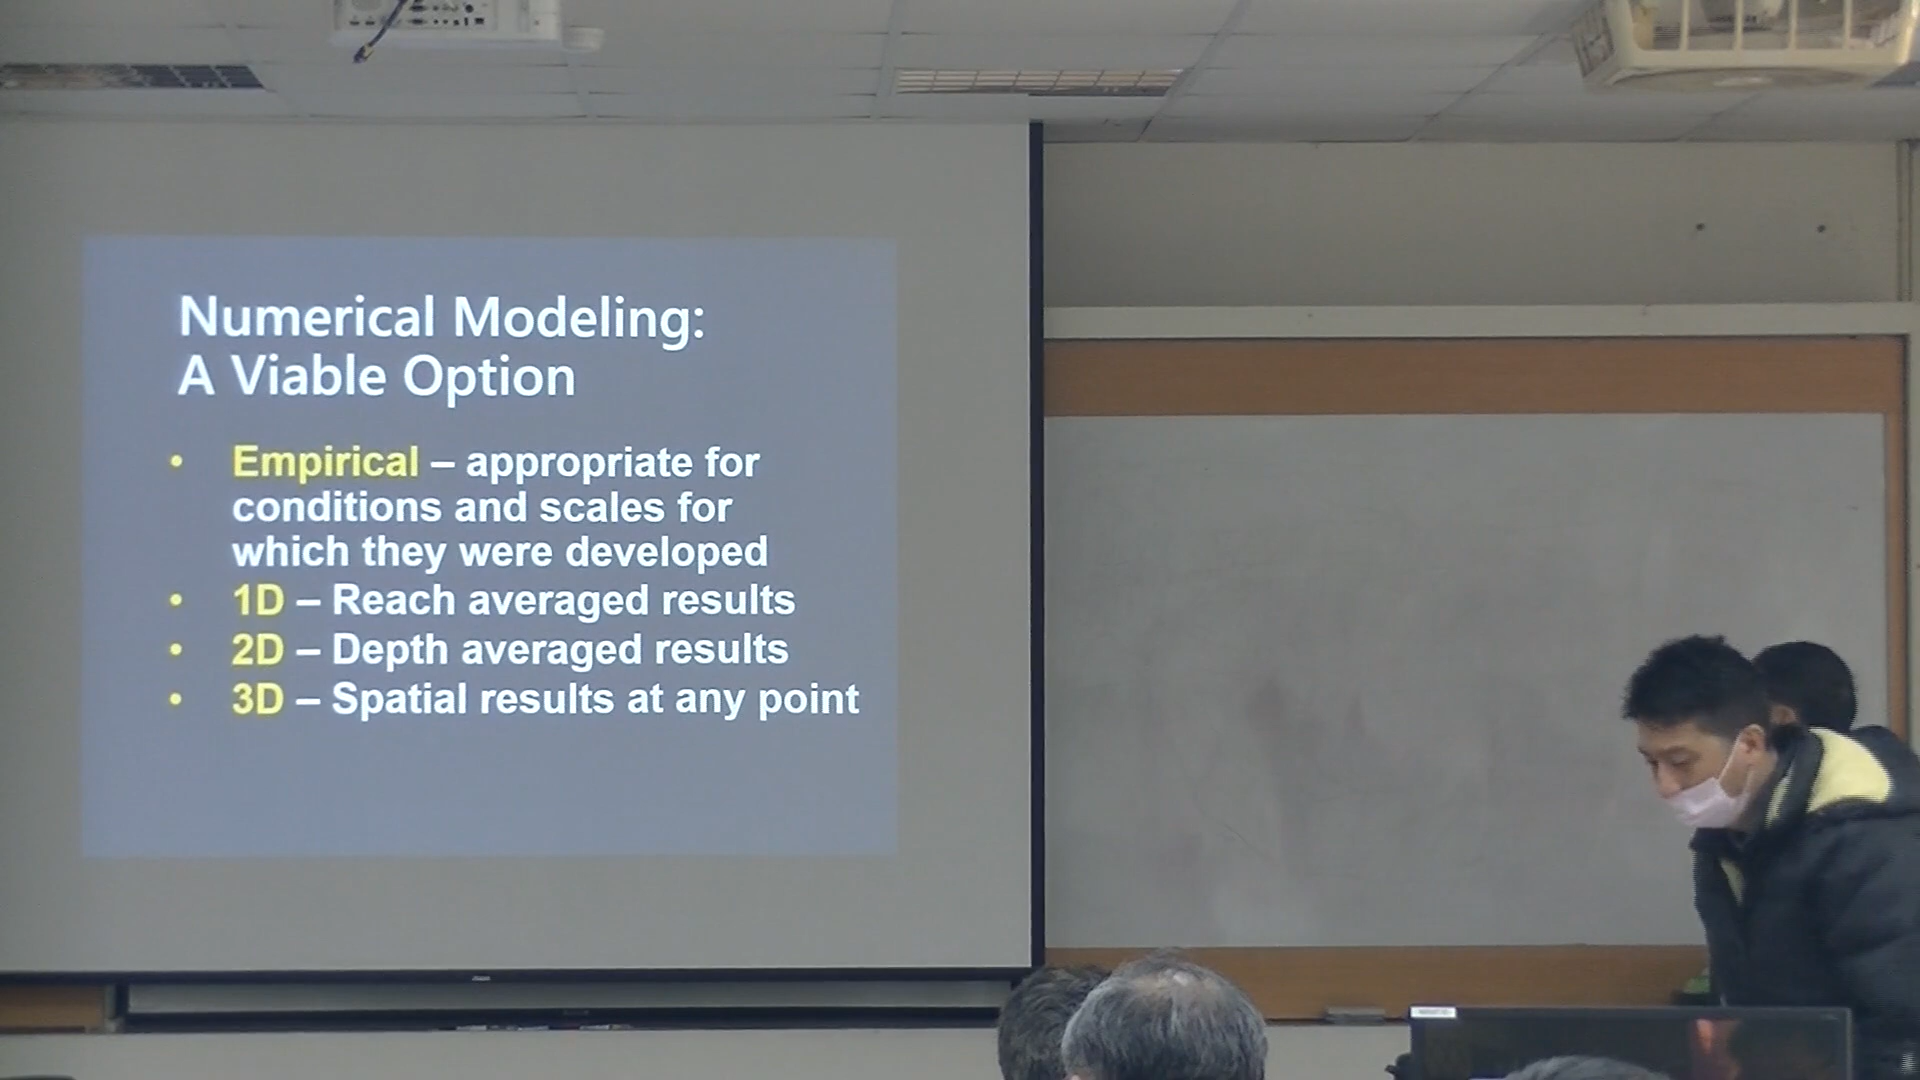 Numerical Modeling:
A Viable Option
• Empirical – appropriate for
conditions and scales for
which they were developed
• 1D – Reach averaged results
• 2D – Depth averaged results
• 3D – Spatial results at any point